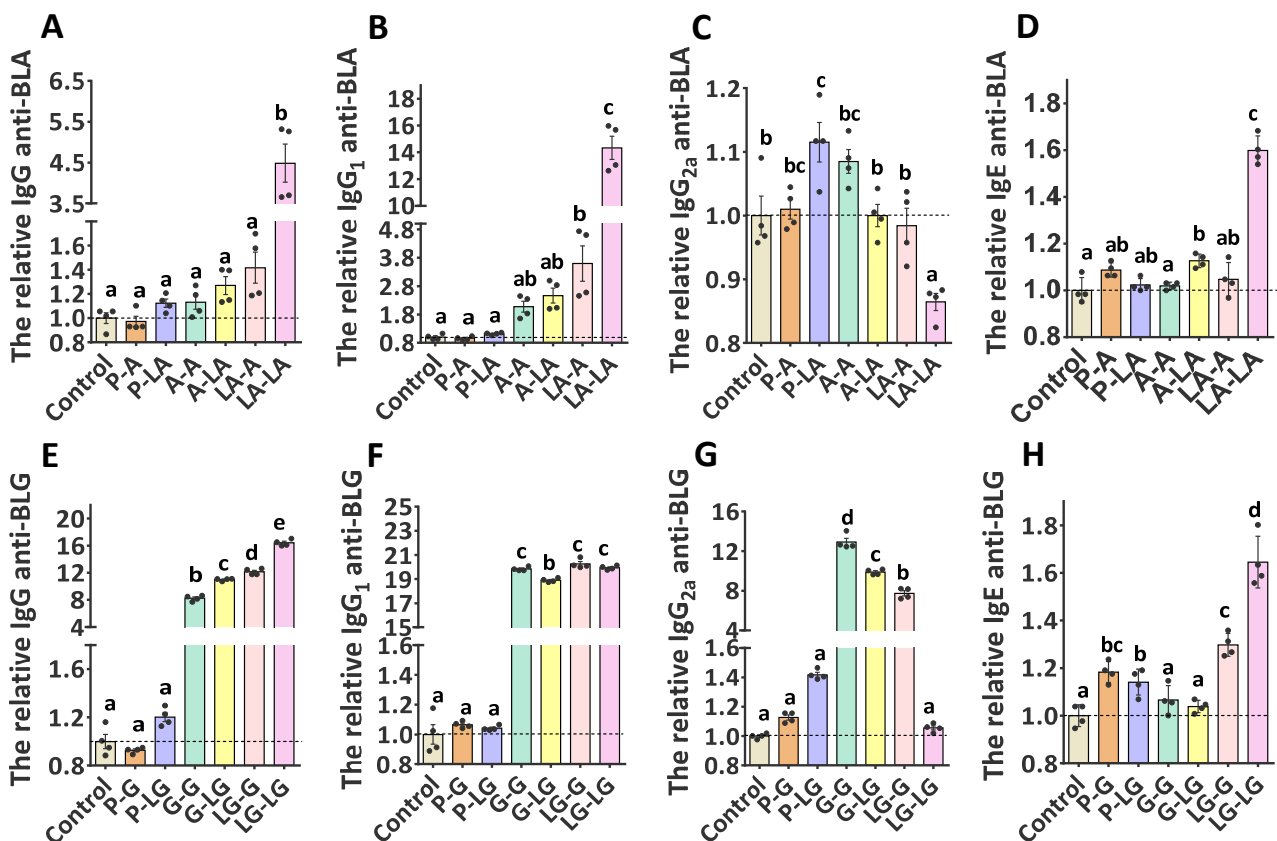 A
The relative IgG anti-BLA
6.5
5.5
4.5
3.5
1.6
1.4
1.2
1.0
0.8
a
a
a
a
a
a
b
Control
P-A
P-LA
A-A
A-LA
LA-A
LA-LA
B
The relative IgG1 anti-BLA
18
16
14
12
10
4.8
3.8
2.8
1.8
0.8
a
a
a
ab
ab
b
c
Control
P-A
P-LA
A-A
A-LA
LA-A
LA-LA
C
The relative IgG2a anti-BLA
1.2
1.1
1.0
0.9
0.8
b
bc
c
bc
b
b
a
Control
P-A
P-LA
A-A
A-LA
LA-A
LA-LA
D
The relative IgE anti-BLA
1.8
1.6
1.4
1.2
1.0
0.8
a
ab
ab
a
b
ab
c
Control
P-A
P-LA
A-A
A-LA
LA-A
LA-LA
E
The relative IgG anti-BLG
20
16
12
8
4
1.6
1.2
1.0
0.8
a
a
a
b
c
d
e
Control
P-G
P-LG
G-G
G-LG
LG-G
LG-LG
F
The relative IgG1 anti-BLG
25
23
21
19
17
15
1.6
1.4
1.2
1.0
0.8
a
a
a
c
b
c
c
Control
P-G
P-LG
G-G
G-LG
LG-G
LG-LG
G
The relative IgG2a anti-BLG
16
12
8
4
1.6
1.4
1.2
1.0
0.8
a
a
a
d
c
b
a
Control
P-G
P-LG
G-G
G-LG
LG-G
LG-LG
H
The relative IgE anti-BLG
1.8
1.6
1.4
1.2
1.0
0.8
a
bc
b
a
a
c
d
Control
P-G
P-LG
G-G
G-LG
LG-G
LG-LG